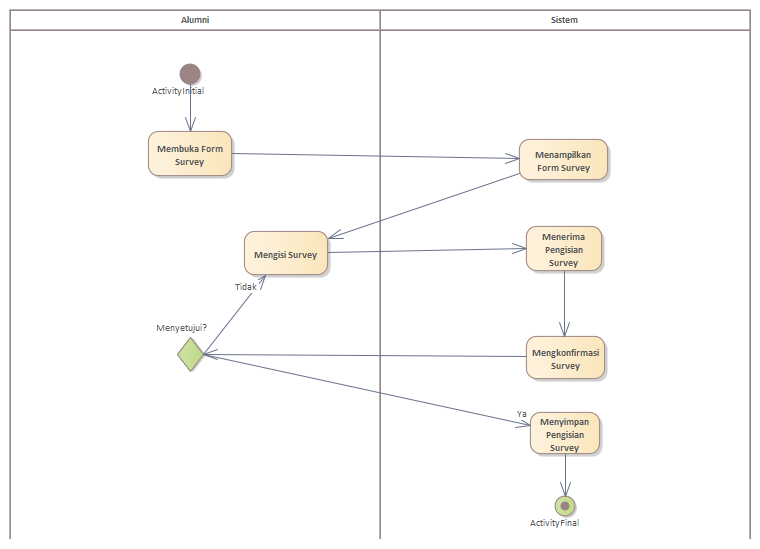 Alumni
Sistem
ActivityInitial
Membuka Form
Survey
Menampilkan
Form Survey
Mengisi Survey
Menerima
Pengisian
Survey
Tidak
Menyetujui?
Mengkonfirmasi
Survey
Ya
Menyimpan
Pengisian
Survey
ActivityFinal